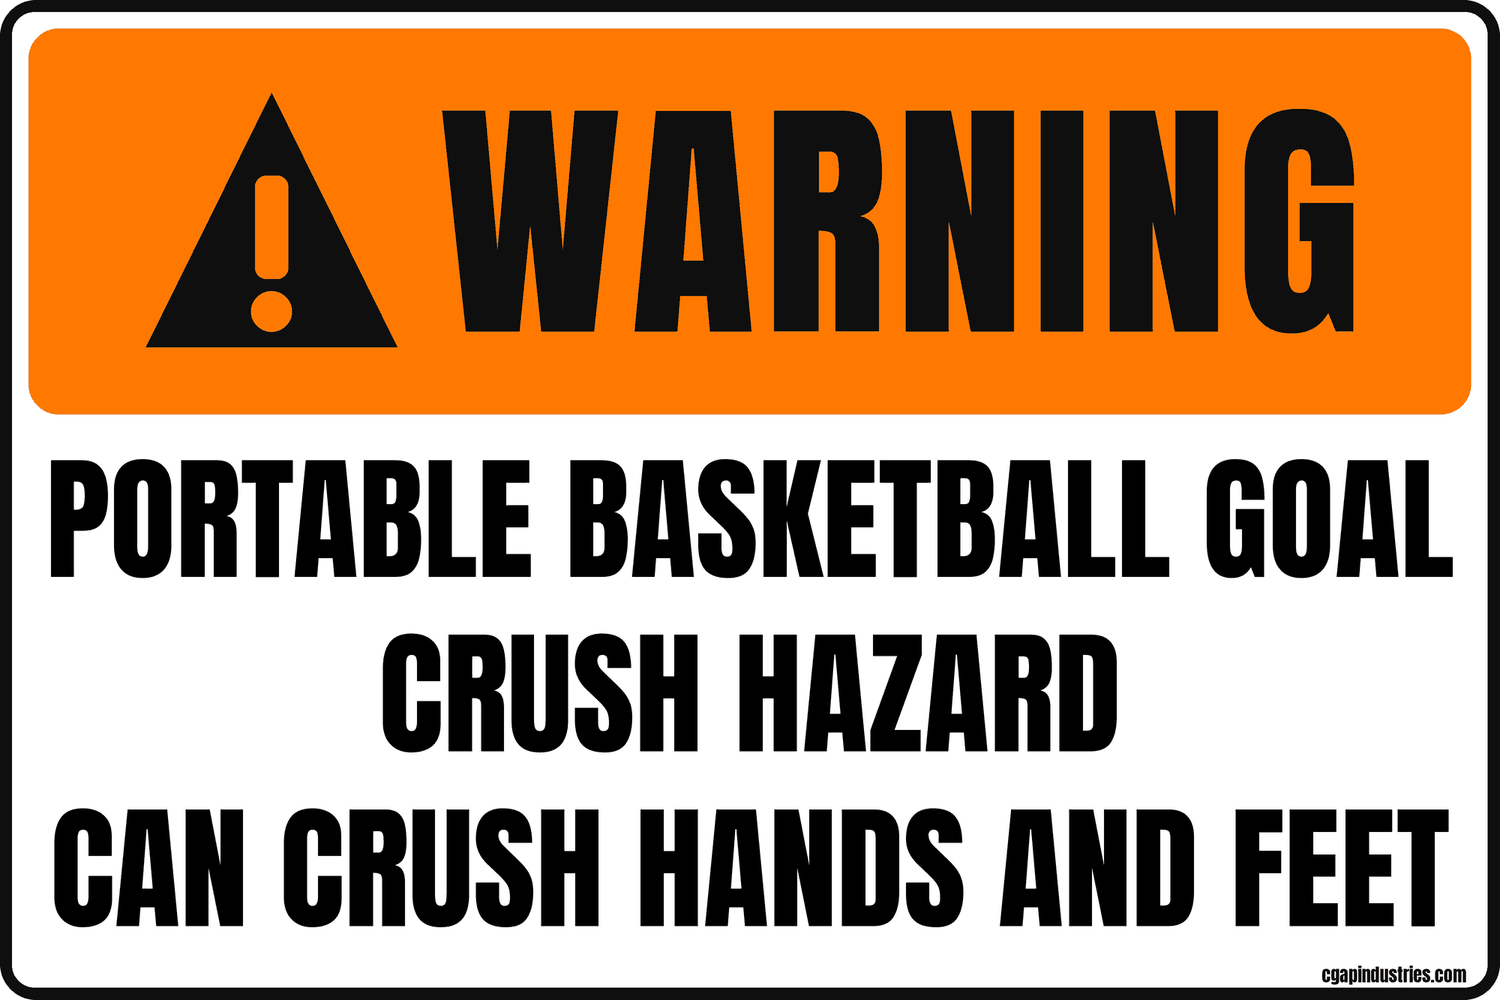 WARNING
PORTABLE BASKETBALL GOAL
CRUSH HAZARD
CAN CRUSH HANDS AND FEET
cgapindustries.com